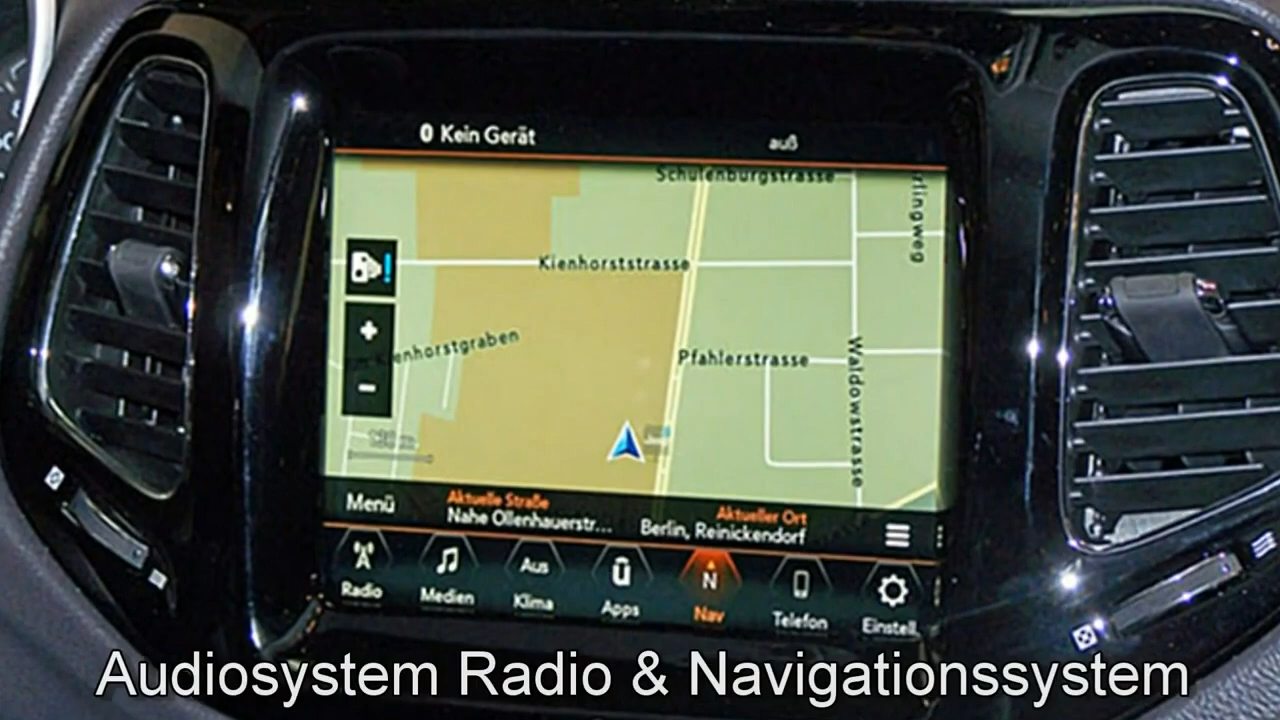 Kein Gerät
auß
Schulenburgstrasse
rlingweg
Kienhorststrasse
+
Kienhorstgraben
Pfahlerstrasse
Waldowstrasse
-
Menü
Aktuelle Straße
Nahe Ollenhauerstr...
Aktueller Ort
Berlin, Reinickendorf
Radio
Medien
Aus
Klima
Apps
N
Nav
Telefon
Einstell.
Audiosystem Radio & Navigationssystem